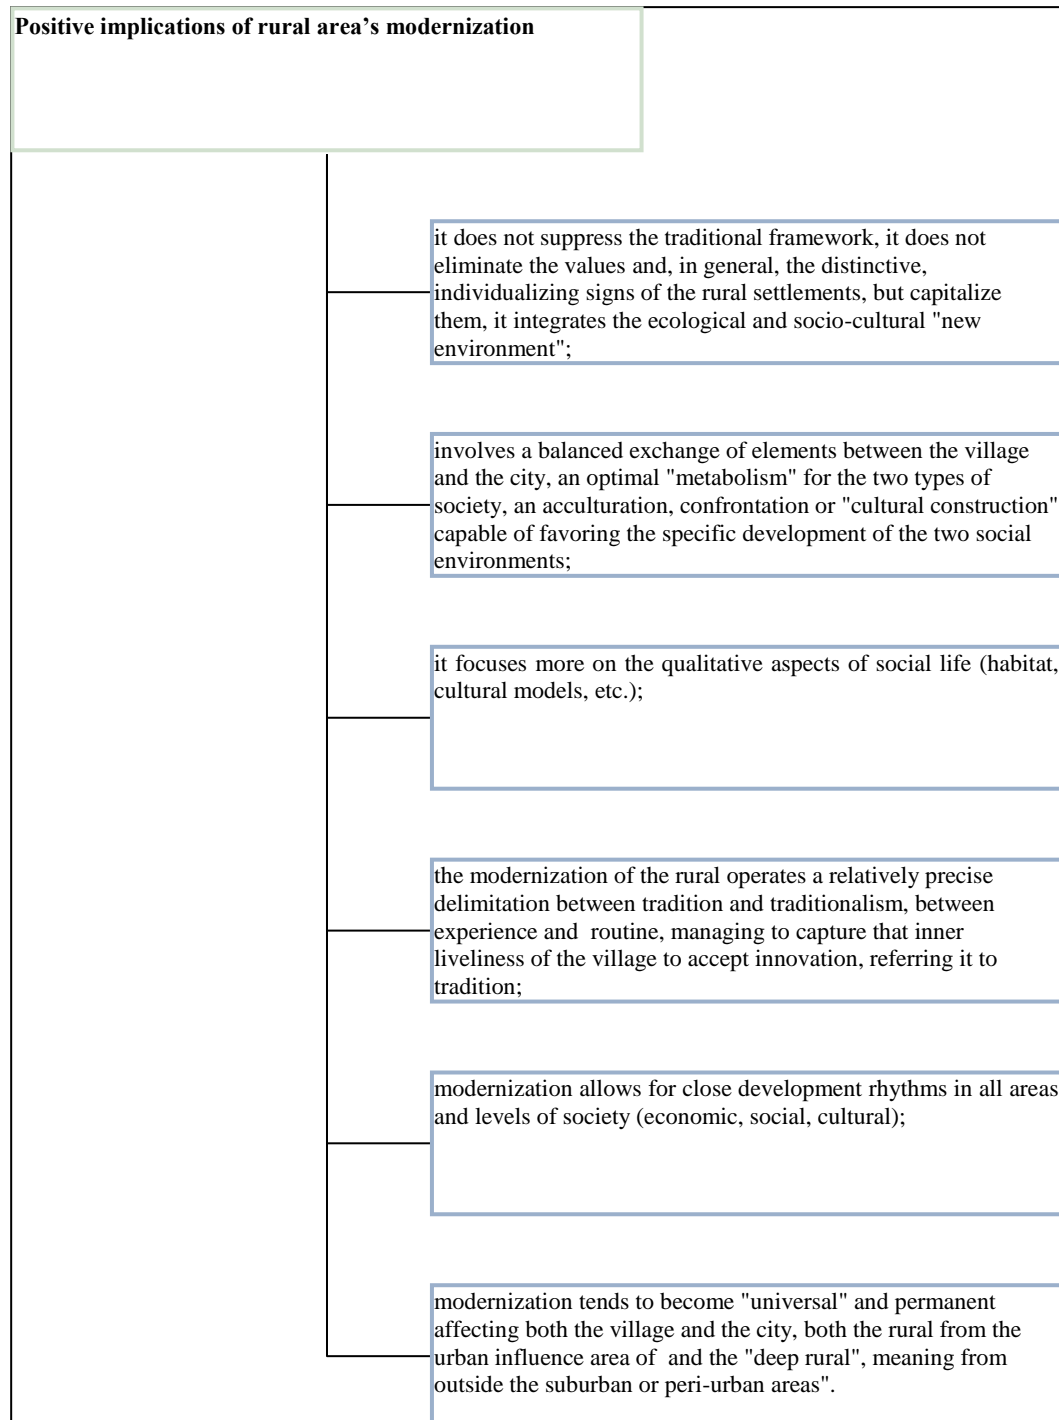 Positive implications of rural area’s modernization
it does not suppress the traditional framework, it does not
eliminate the values and, in general, the distinctive,
individualizing signs of the rural settlements, but capitalize
them, it integrates the ecological and socio-cultural "new
environment";
involves a balanced exchange of elements between the village
and the city, an optimal "metabolism" for the two types of
society, an acculturation, confrontation or "cultural construction"
capable of favoring the specific development of the two social
environments;
it focuses more on the qualitative aspects of social life (habitat,
cultural models, etc.);
the modernization of the rural operates a relatively precise
delimitation between tradition and traditionalism, between
experience and  routine, managing to capture that inner
liveliness of the village to accept innovation, referring it to
tradition;
modernization allows for close development rhythms in all areas
and levels of society (economic, social, cultural);
modernization tends to become "universal" and permanent
affecting both the village and the city, both the rural from the
urban influence area of  and the "deep rural", meaning from
outside the suburban or peri-urban areas".